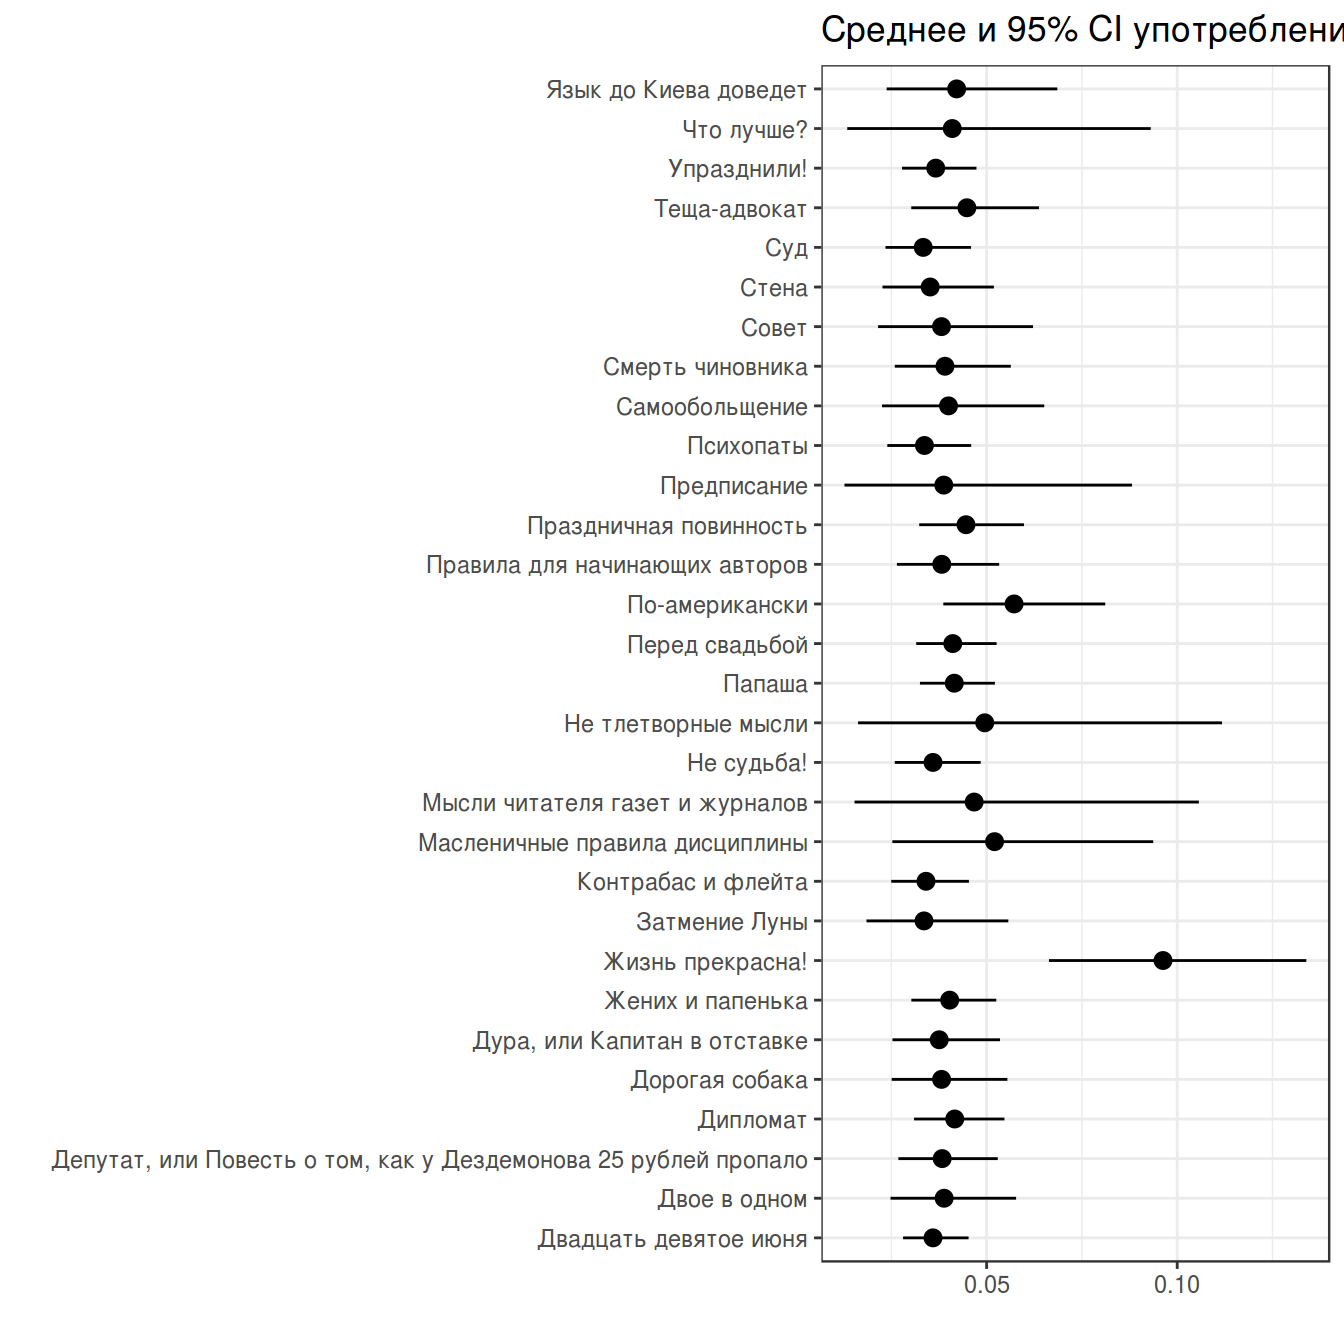 Среднее и 95% CI употреблени
Язык до Киева доведет
Что лучше?
Упразднили!
Теща-адвокат
Суд
Стена
Совет
Смерть чиновника
Самообольщение
Психопаты
Предписание
Праздничная повинность
Правила для начинающих авторов
По-американски
Перед свадьбой
Папаша
Не тлетворные мысли
Не судьба!
Мысли читателя газет и журналов
Масленичные правила дисциплины
Контрабас и флейта
Затмение Луны
Жизнь прекрасна!
Жених и папенька
Дура, или Капитан в отставке
Дорогая собака
Дипломат
Депутат, или Повесть о том, как у Дездемонова 25 рублей пропало
Двое в одном
Двадцать девятое июня
0.05 0.10